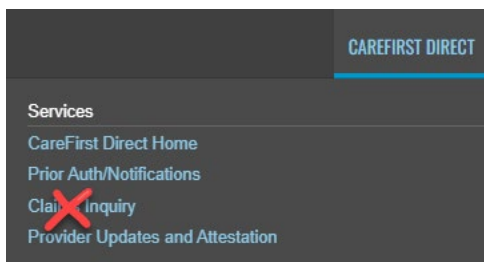 CAREFIRST DIRECT
Services
CareFirst Direct Home
Prior Auth/Notifications
Inquiry
Provider Updates and Attestation